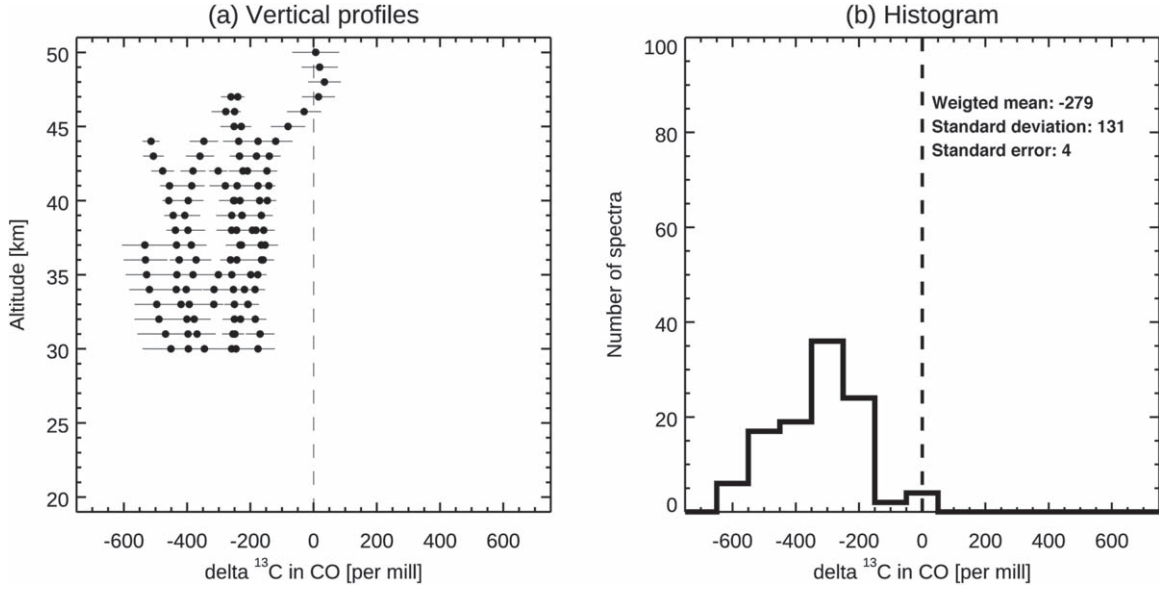 (a) Vertical profiles
50
45
40
35
30
25
20
Altitude [km]
-600 -400 -200 0 200 400 600
delta ¹³C in CO [per mill]
(b) Histogram
100
80
60
40
20
0
Number of spectra
Weigted mean: -279
Standard deviation: 131
Standard error: 4
-600 -400 -200 0 200 400 600
delta ¹³C in CO [per mill]